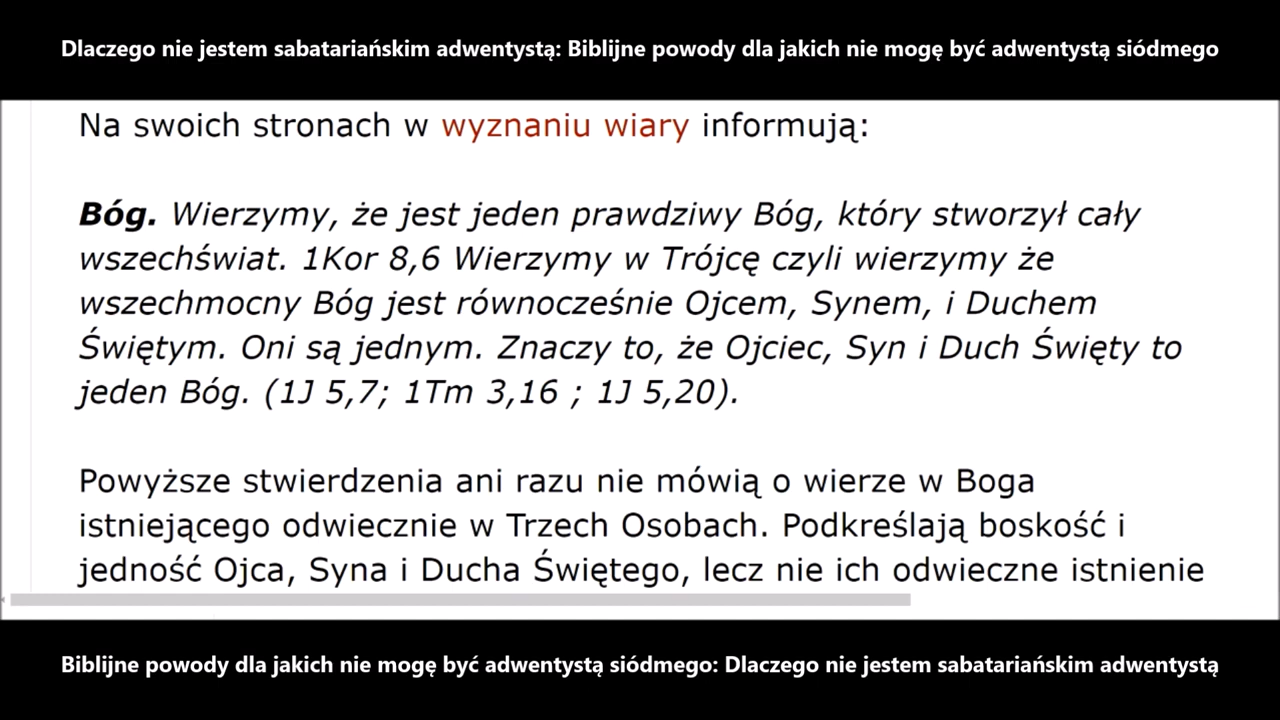 Dlaczego nie jestem sabatariańskim adwentystą: Biblijne powody dla jakich nie mogę być adwentystą siódmego
Na swoich stronach w wyznaniu wiary informują:
Bóg. Wierzymy, że jest jeden prawdziwy Bóg, który stworzył cały
wszechświat. 1Kor 8,6 Wierzymy w Trójcę czyli wierzymy że
wszechmocny Bóg jest równocześnie Ojcem, Synem, i Duchem
Świętym. Oni są jednym. Znaczy to, że Ojciec, Syn i Duch Święty to
jeden Bóg. (1J 5,7; 1Tm 3,16 ; 1J 5,20).
Powyższe stwierdzenia ani razu nie mówią o wierze w Boga
istniejącego odwiecznie w Trzech Osobach. Podkreślają boskość i
jedność Ojca, Syna i Ducha Świętego, lecz nie ich odwieczne istnienie
Biblijne powody dla jakich nie mogę być adwentystą siódmego: Dlaczego nie jestem sabatariańskim adwentystą